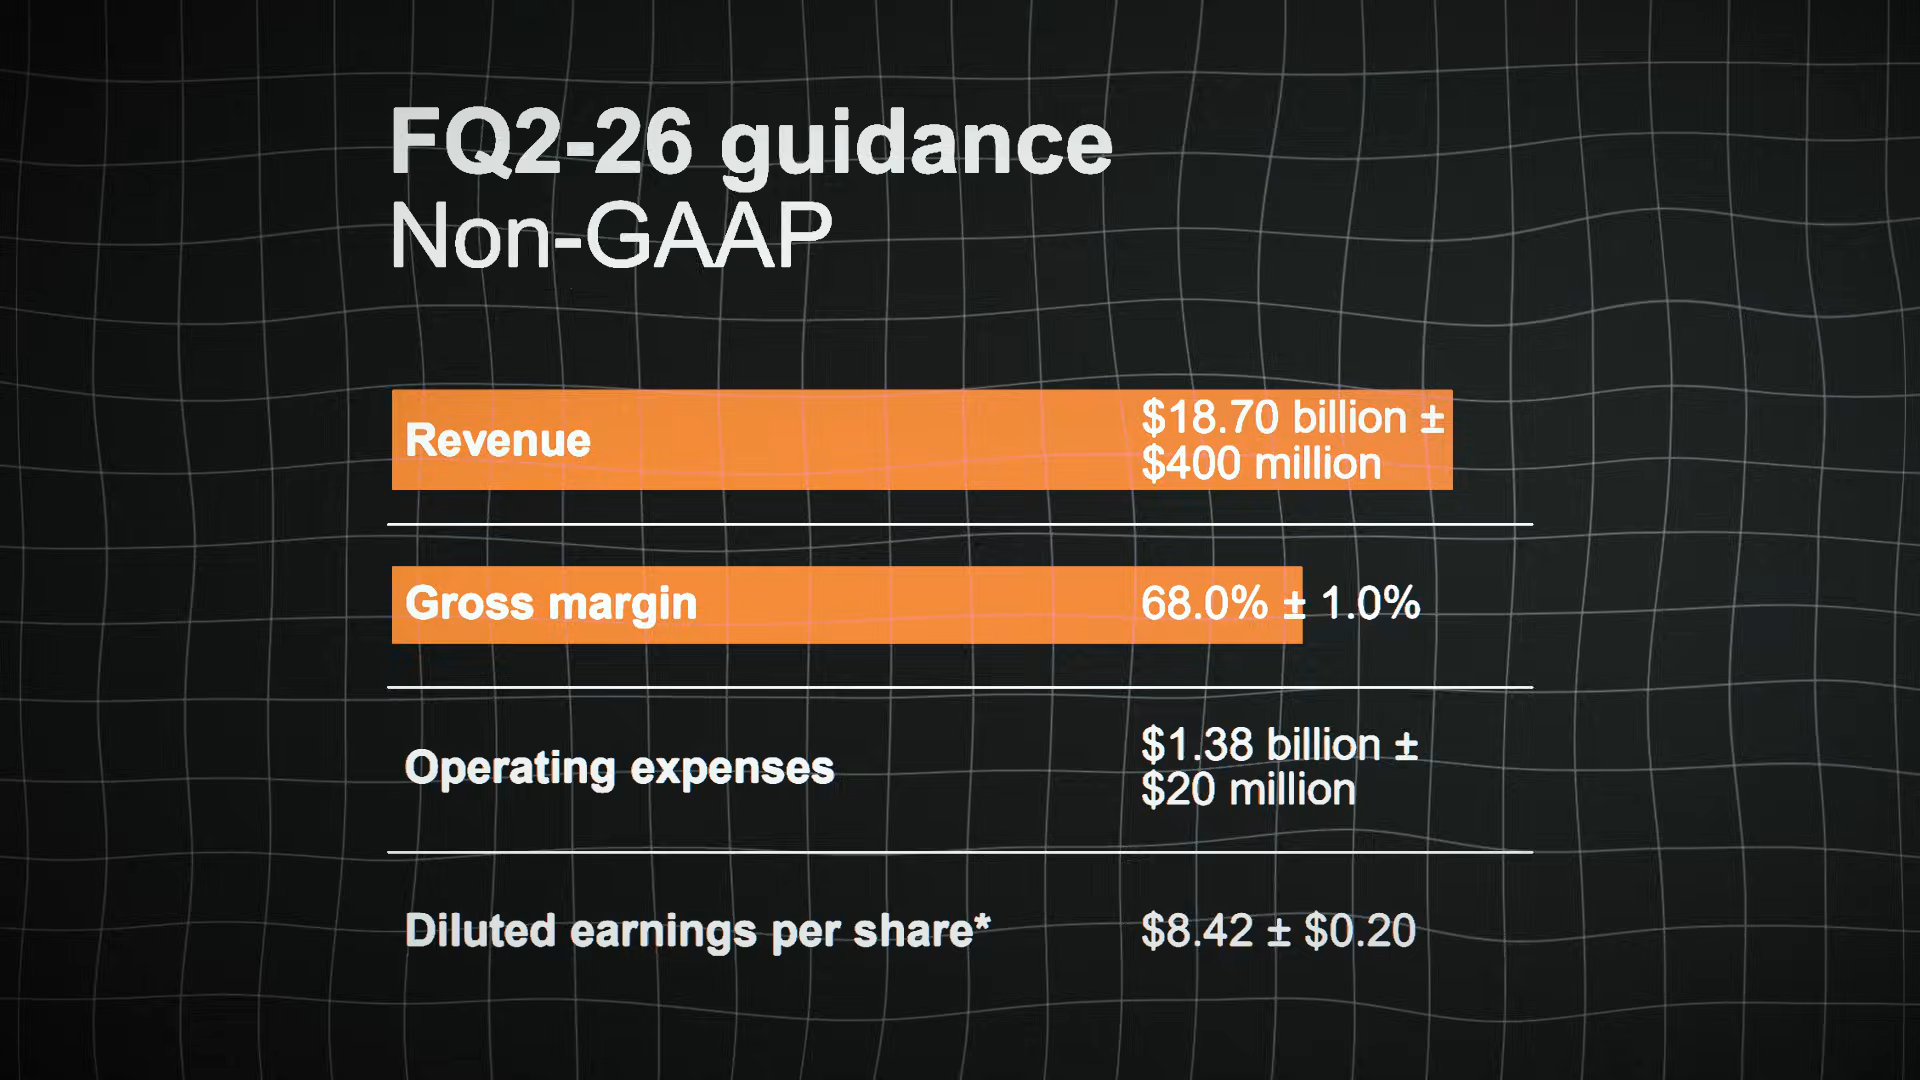 FQ2-26 guidance
Non-GAAP
Revenue
$18.70 billion ±
$400 million
Gross margin
68.0% ± 1.0%
Operating expenses
$1.38 billion ±
$20 million
Diluted earnings per share*
$8.42 ± $0.20